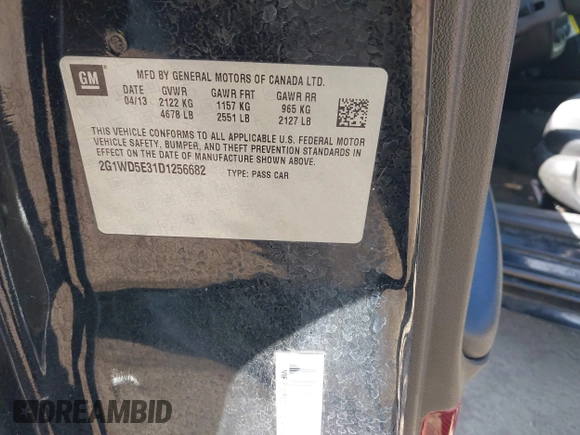 GM
MFD BY GENERAL MOTORS OF CANADA LTD.
DATE GVWR GAWR FRT GAWR RR
04/13 2122 KG 1157 KG 965 KG
4678 LB 2551 LB 2127 LB
THIS VEHICLE CONFORMS TO ALL APPLICABLE U.S. FEDERAL MOTOR
VEHICLE SAFETY, BUMPER, AND THEFT PREVENTION STANDARDS IN
EFFECT ON THE DATE OF MANUFACTURE SHOWN ABOVE.
2G1WD5E31D1256682 TYPE: PASS CAR
DREAMBID